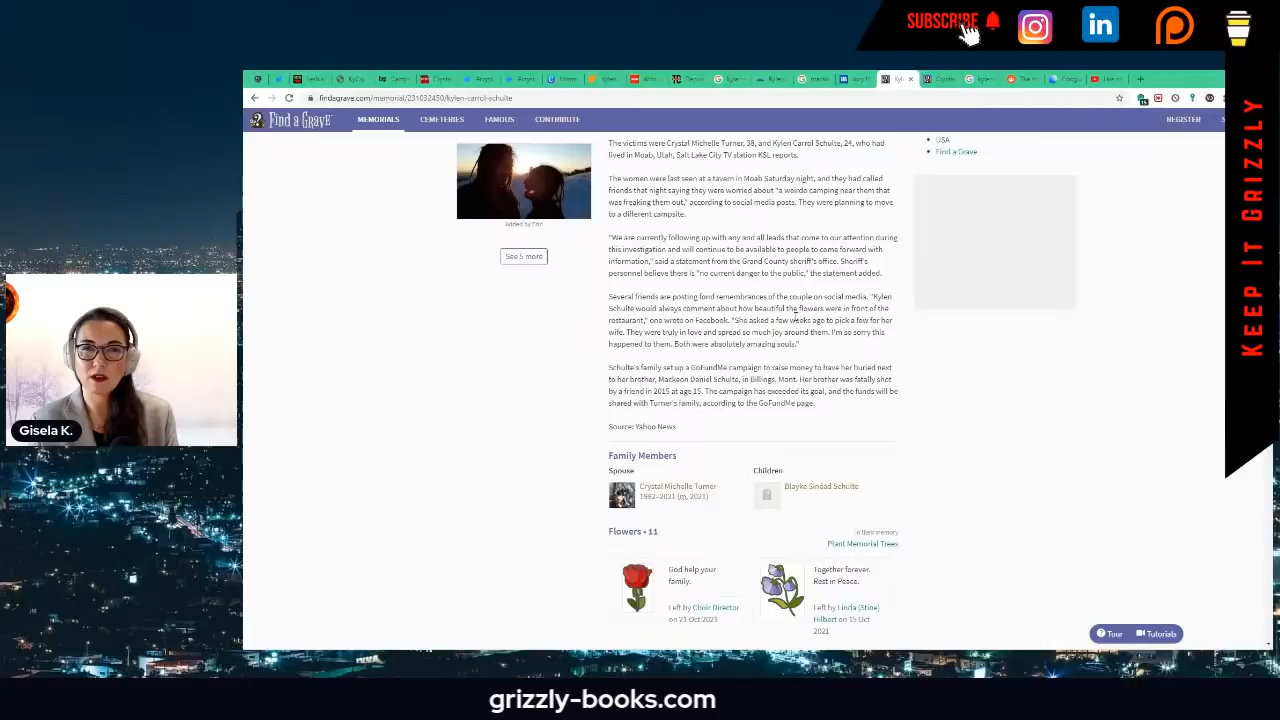 SUBSCRIBE
KEEP IT GRIZZLY
findagrave.com/memorial/231032450/kylen-carrol-schulte
Find a Grave
MEMORIALS
CEMETERIES
FAMOUS
CONTRIBUTE
REGISTER
The victims were Crystal Michelle Turner, 38, and Kylen Carrol Schulte, 24, who had
lived in Moab, Utah, Salt Lake City TV station KSL reports.
The women were last seen at a tavern in Moab Saturday night, and they had called
friends that night saying they were worried about "a weirdo camping near them that
was freaking them out," according to social media posts. They were planning to move
to a different campsite.
"We are currently following up with any and all leads that come to our attention during
this investigation and will continue to be available to people to come forward with
information," said a statement from the Grand County sheriff's office. Sheriff's
personnel believe there is "no current danger to the public," the statement added.
Several friends are posting fond remembrances of the couple on social media. "Kylen
Schulte would always comment about how beautiful the flowers were in front of the
restaurant," one wrote on Facebook. "She asked a few weeks ago to pick a few for her
wife. They were truly in love and spread so much joy around them. I'm so sorry this
happened to them. Both were absolutely amazing souls."
Schulte's family set up a GoFundMe campaign to raise money to have her buried next
to her brother, Mackeon Daniel Schulte, in Billings, Mont. Her brother was fatally shot
by a friend in 2015 at age 15. The campaign has exceeded its goal, and the funds will be
shared with Turner's family, according to the GoFundMe page.
Source: Yahoo News
Added by Erin
See 5 more
USA
Find a Grave
Family Members
Spouse
Crystal Michelle Turner
1982–2021 (m. 2021)
Children
Blayke Sinéad Schulte
Flowers • 11
In their memory
Plant Memorial Trees
God help your
family.
Left by Choir Director
on 21 Oct 2021
Together forever.
Rest in Peace.
Left by Linda (Stine)
Hilbert on 15 Oct
2021
Tour
Tutorials
Gisela K.
grizzly-books.com